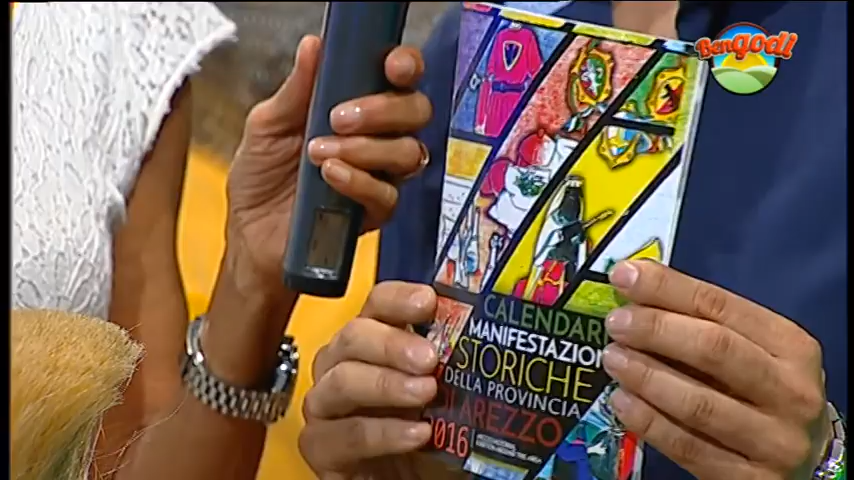 BenGodi
CALENDARIO
MANIFESTAZIONI
STORICHE
DELLA PROVINCIA
DI AREZZO
2016